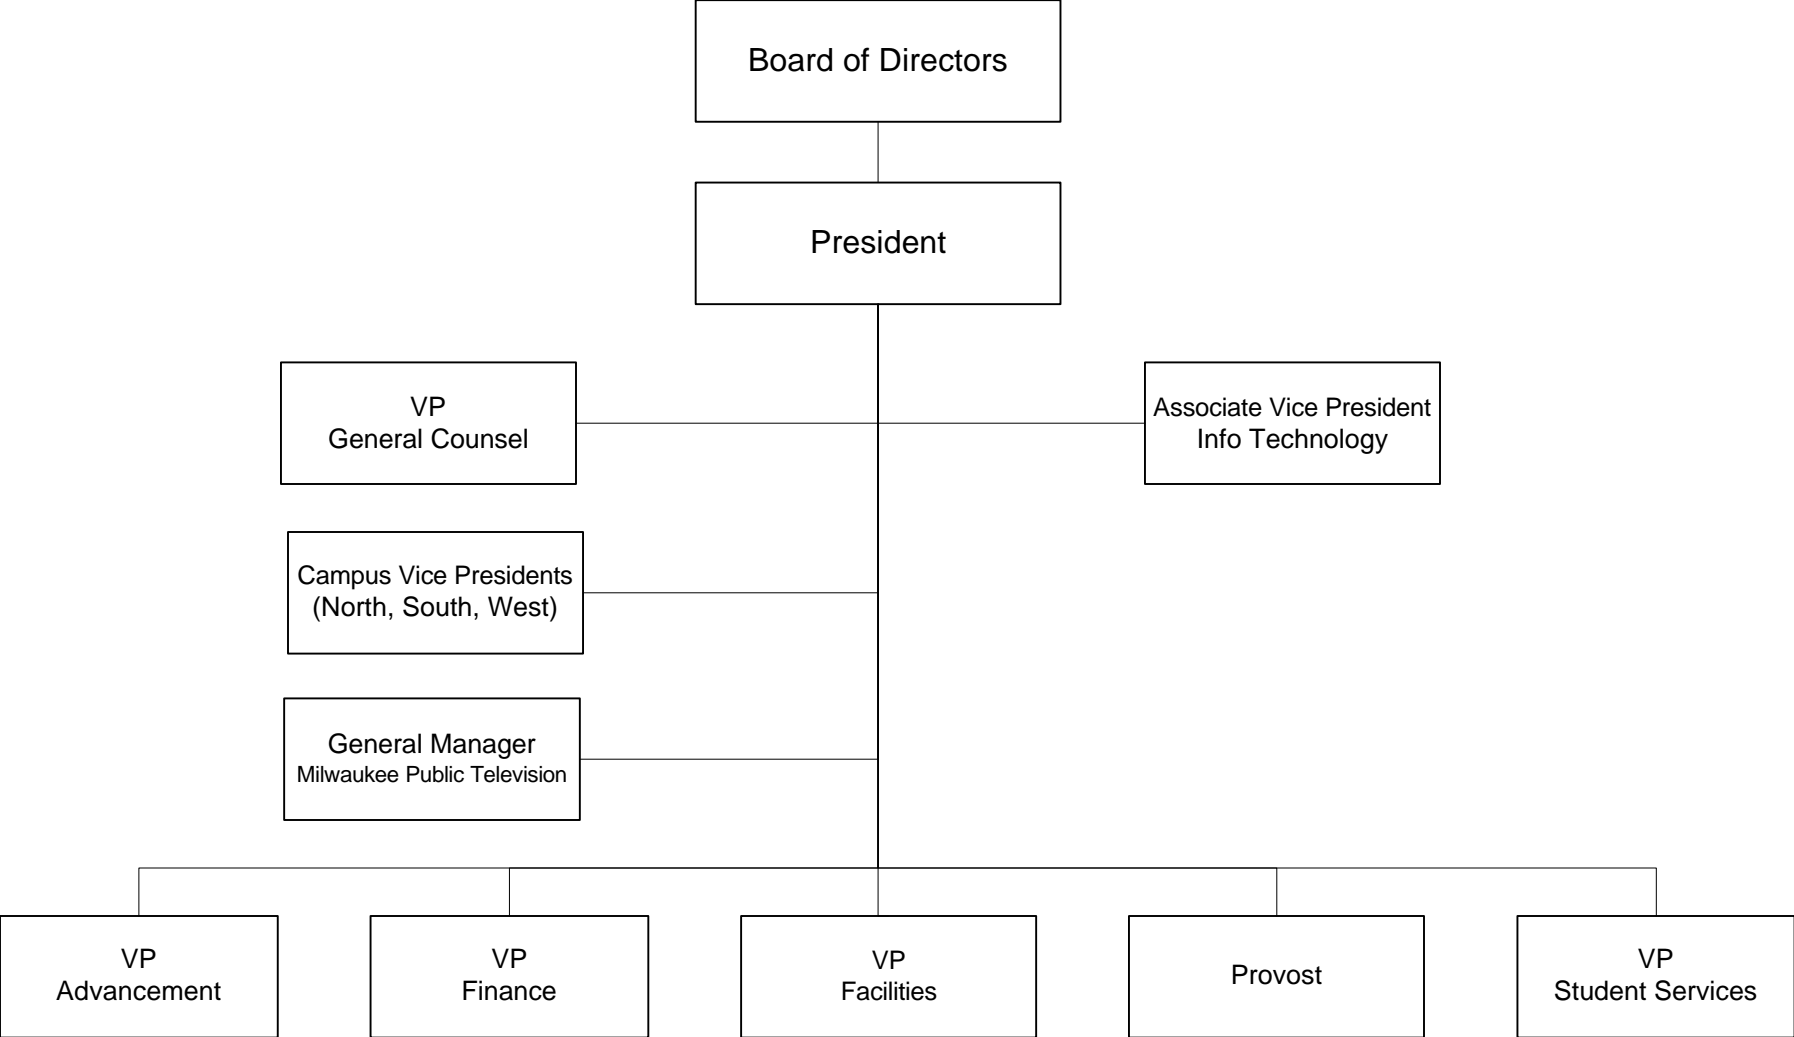 Board of Directors
President
VP
General Counsel
Associate Vice President
Info Technology
Campus Vice Presidents
(North, South, West)
General Manager
Milwaukee Public Television
VP
Advancement
VP
Finance
VP
Facilities
Provost
VP
Student Services